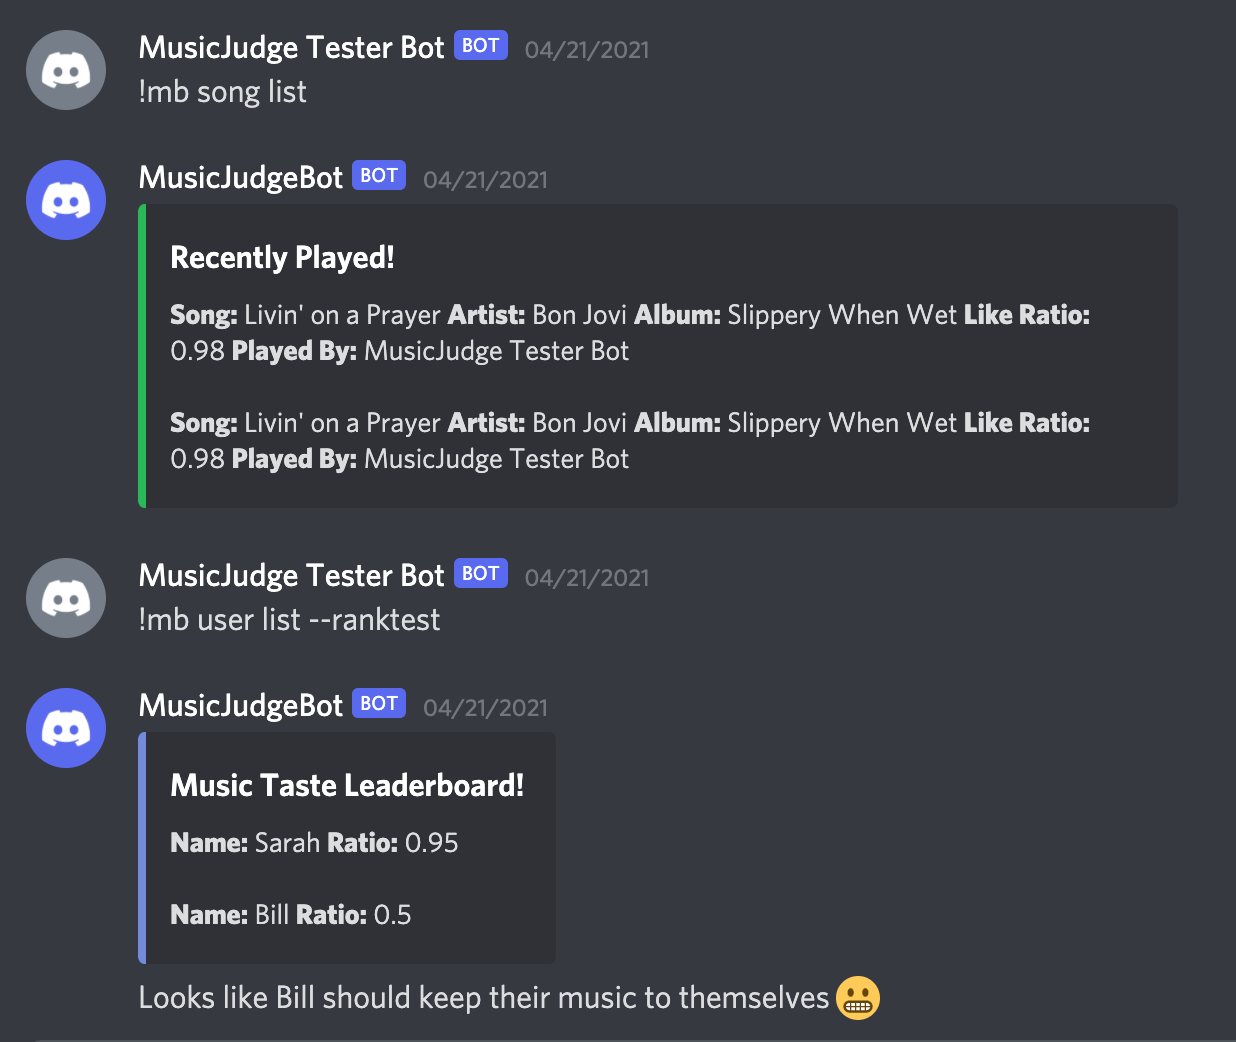 MusicJudge Tester Bot BOT 04/21/2021
!mb song list
MusicJudgeBot BOT 04/21/2021
Recently Played!
Song: Livin' on a Prayer Artist: Bon Jovi Album: Slippery When Wet Like Ratio:
0.98 Played By: MusicJudge Tester Bot
Song: Livin' on a Prayer Artist: Bon Jovi Album: Slippery When Wet Like Ratio:
0.98 Played By: MusicJudge Tester Bot
MusicJudge Tester Bot BOT 04/21/2021
!mb user list --ranktest
MusicJudgeBot BOT 04/21/2021
Music Taste Leaderboard!
Name: Sarah Ratio: 0.95
Name: Bill Ratio: 0.5
Looks like Bill should keep their music to themselves 😬